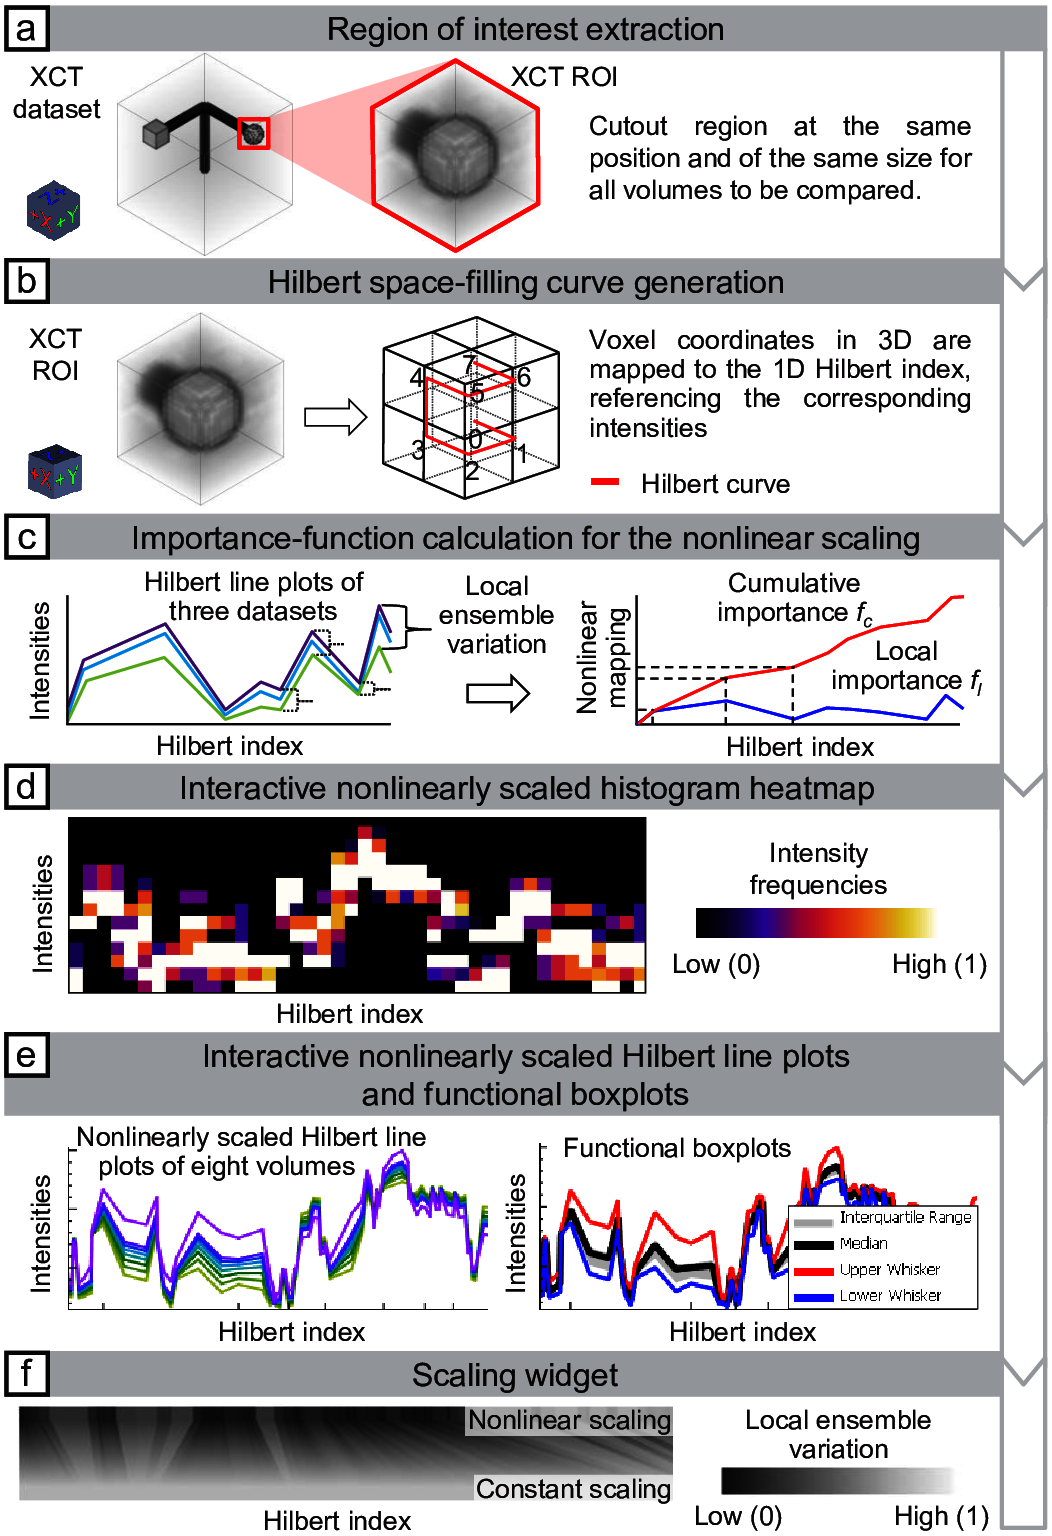 a
Region of interest extraction
XCT
dataset
XCT ROI
Cutout region at the same
position and of the same size for
all volumes to be compared.
Z+
+X +Y
b
Hilbert space-filling curve generation
XCT
ROI
+X +Y
7
4
6
5
0
3
1
2
Voxel coordinates in 3D are
mapped to the 1D Hilbert index,
referencing the corresponding
intensities
Hilbert curve
c
Importance-function calculation for the nonlinear scaling
Intensities
Hilbert line plots of
three datasets
Local
ensemble
variation
Hilbert index
Nonlinear
mapping
Cumulative
importance fc
Local
importance fl
Hilbert index
d
Interactive nonlinearly scaled histogram heatmap
Intensities
Hilbert index
Intensity
frequencies
Low (0)
High (1)
e
Interactive nonlinearly scaled Hilbert line plots
and functional boxplots
Intensities
Nonlinearly scaled Hilbert line
plots of eight volumes
Hilbert index
Intensities
Functional boxplots
Interquartile Range
Median
Upper Whisker
Lower Whisker
Hilbert index
f
Scaling widget
Nonlinear scaling
Constant scaling
Hilbert index
Local ensemble
variation
Low (0)
High (1)